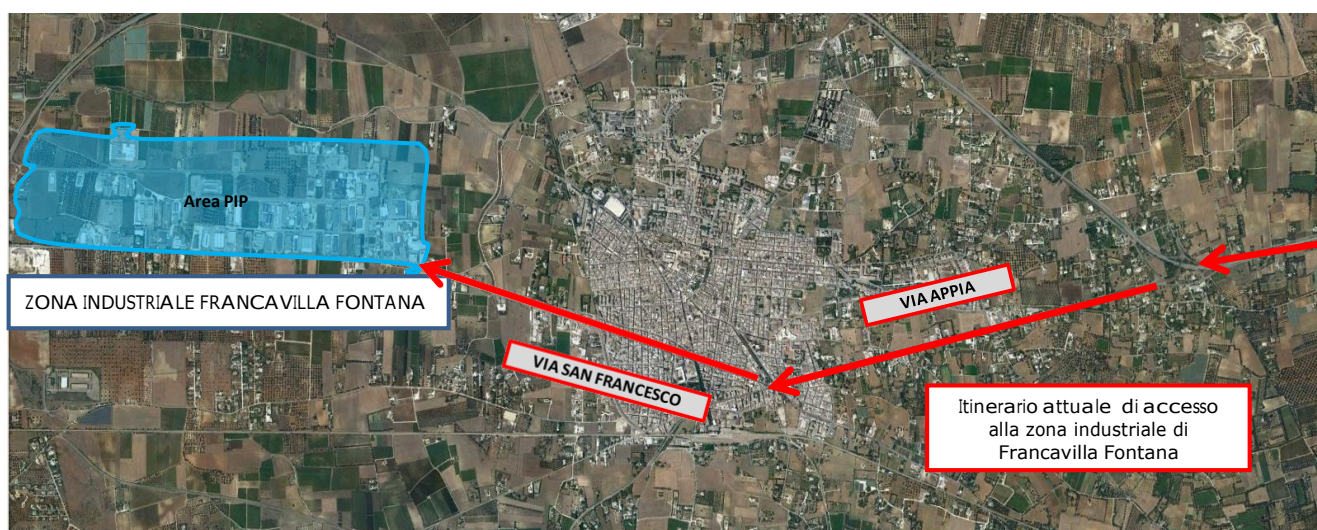 Area PIP
ZONA INDUSTRIALE FRANCAVILLA FONTANA
VIA APPIA
VIA SAN FRANCESCO
Itinerario attuale di accesso
alla zona industriale di
Francavilla Fontana